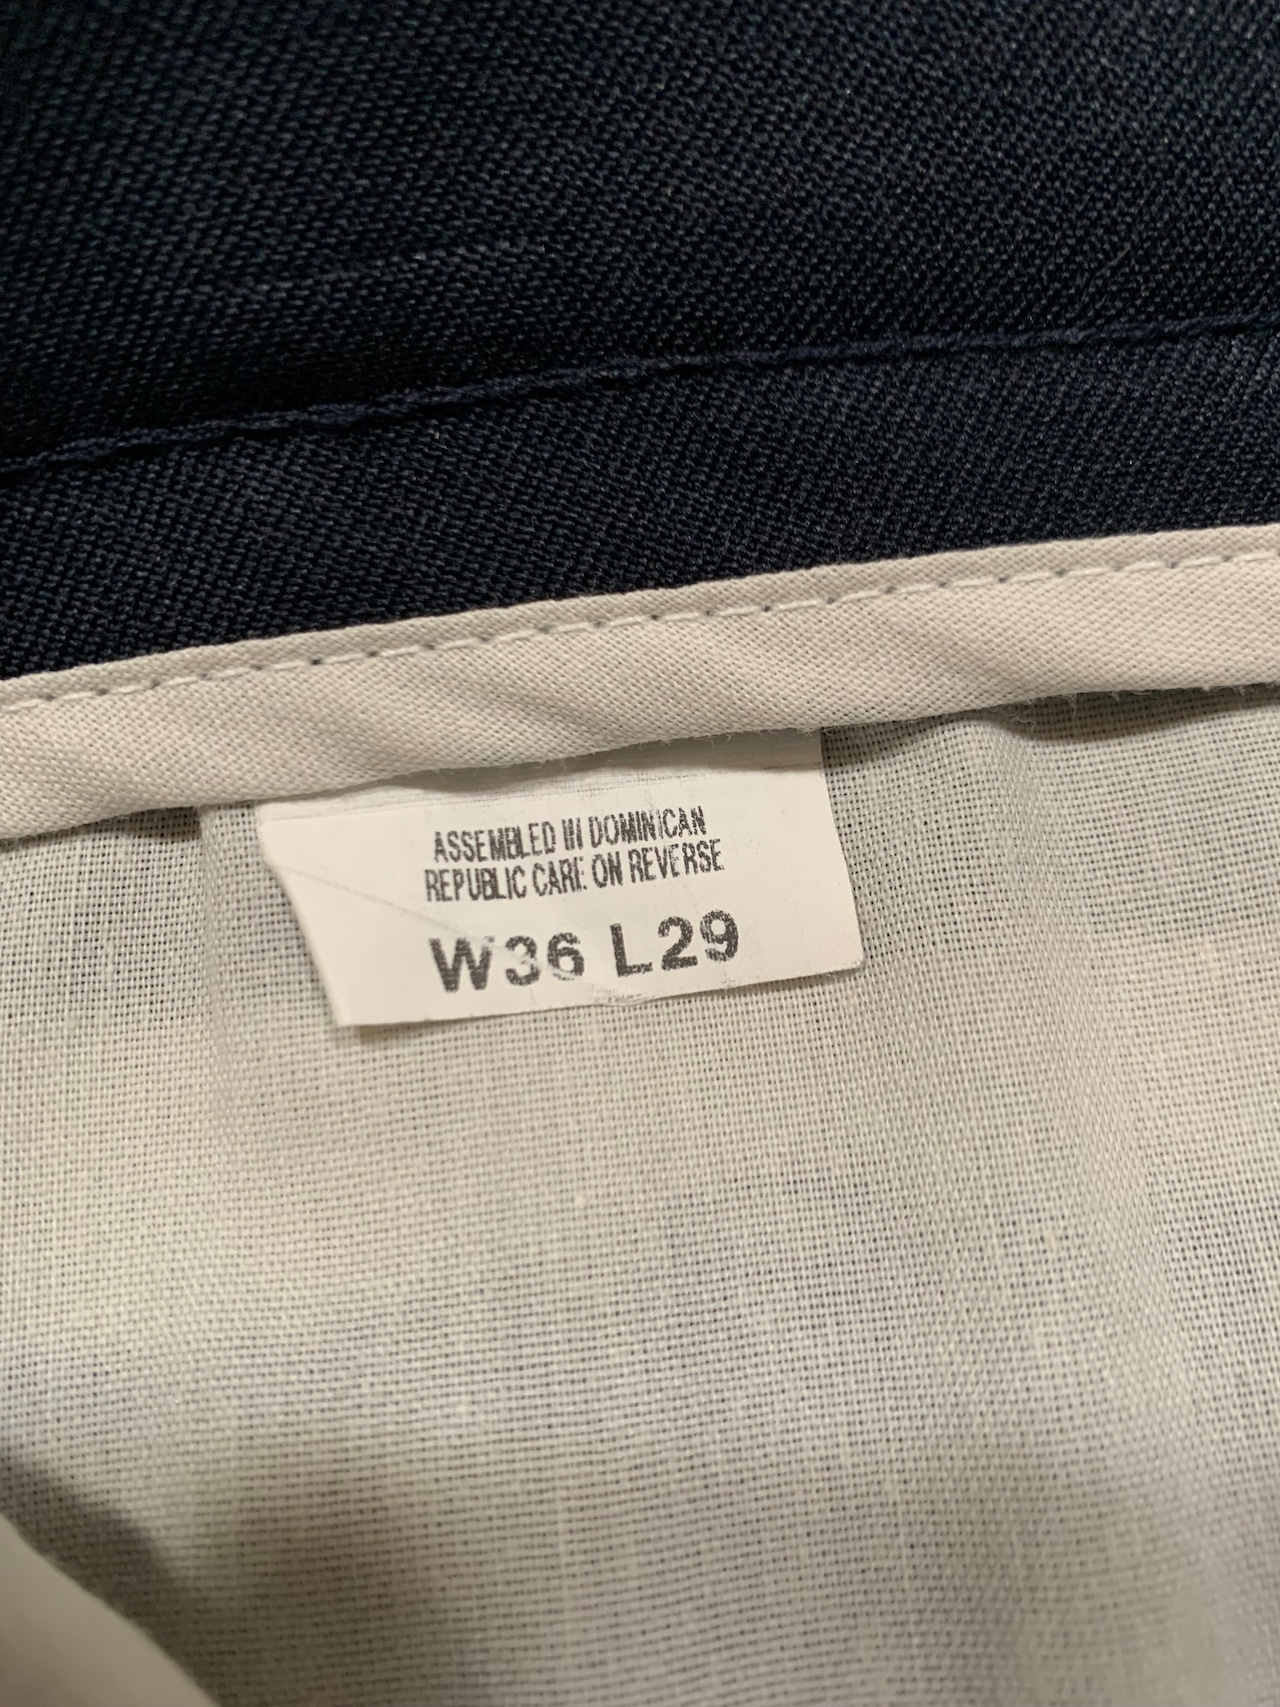 ASSEMBLED IN DOMINICAN
REPUBLIC CARE ON REVERSE
W36 L29